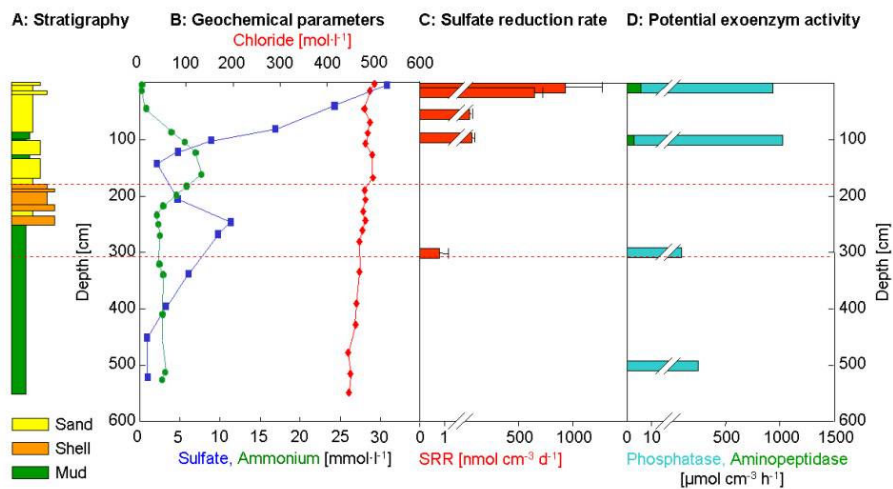 A: Stratigraphy
B: Geochemical parameters
C: Sulfate reduction rate
D: Potential exoenzym activity
Chloride [mol·l⁻¹]
0 100 200 300 400 500 600
Depth [cm]
100
200
300
400
500
600
0 5 10 15 20 25 30
Sulfate, Ammonium [mmol·l⁻¹]
0 1 500 1000
SRR [nmol cm⁻³ d⁻¹]
0
100
200
300
400
500
600
Depth [cm]
0 10 500 1000 1500
Phosphatase, Aminopeptidase
[µmol cm⁻³ h⁻¹]
Sand
Shell
Mud